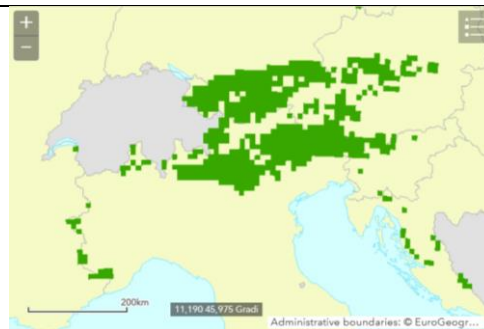 +
−
200km
11,190 45,975 Gradi
Administrative boundaries: © EuroGeogr...